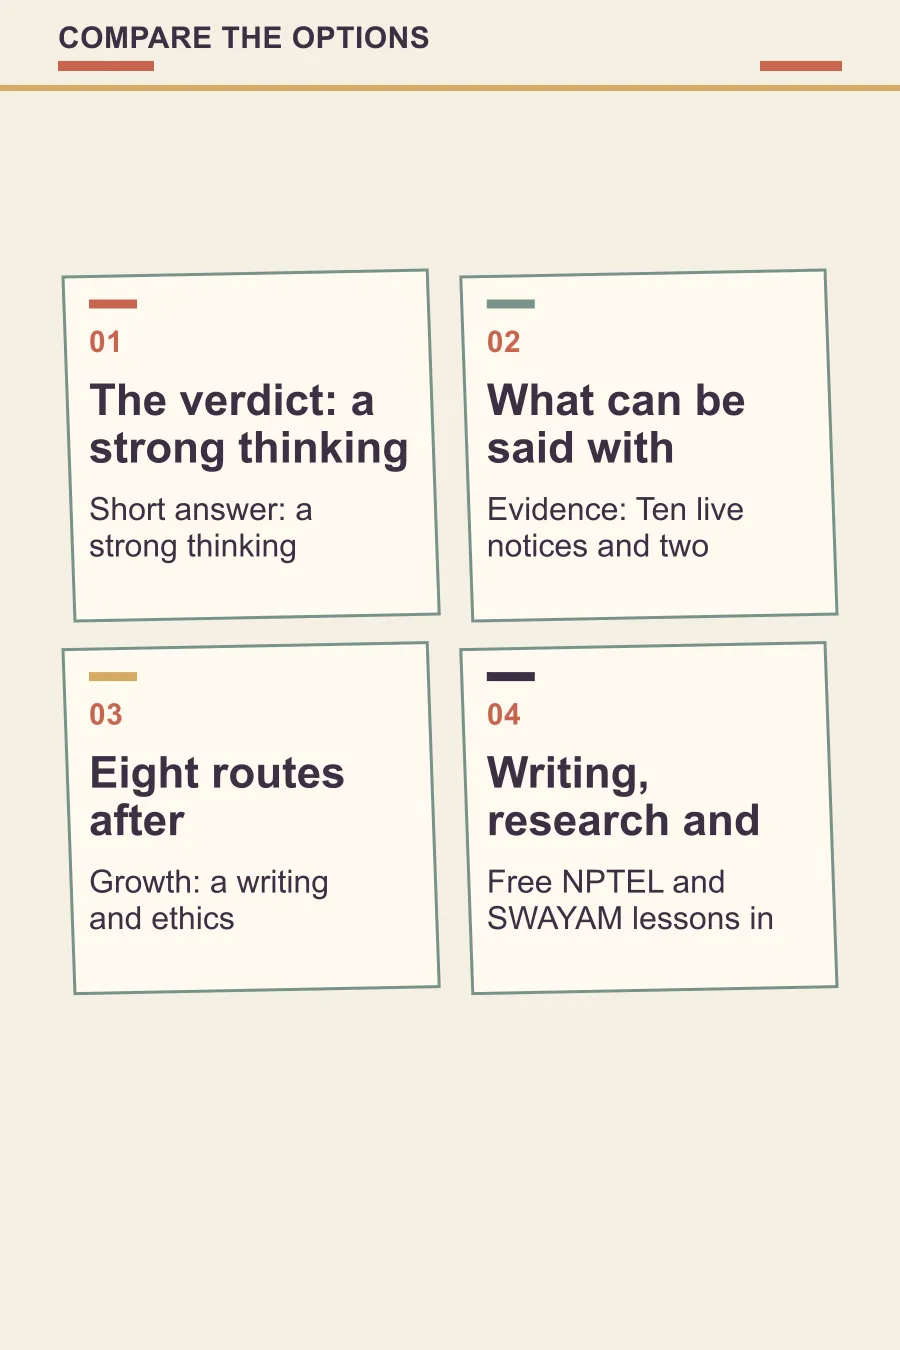 COMPARE THE OPTIONS
01
The verdict: a
strong thinking
Short answer: a
strong thinking
02
What can be
said with
Evidence: Ten live
notices and two
03
Eight routes
after
Growth: a writing
and ethics
04
Writing,
research and
Free NPTEL and
SWAYAM lessons in